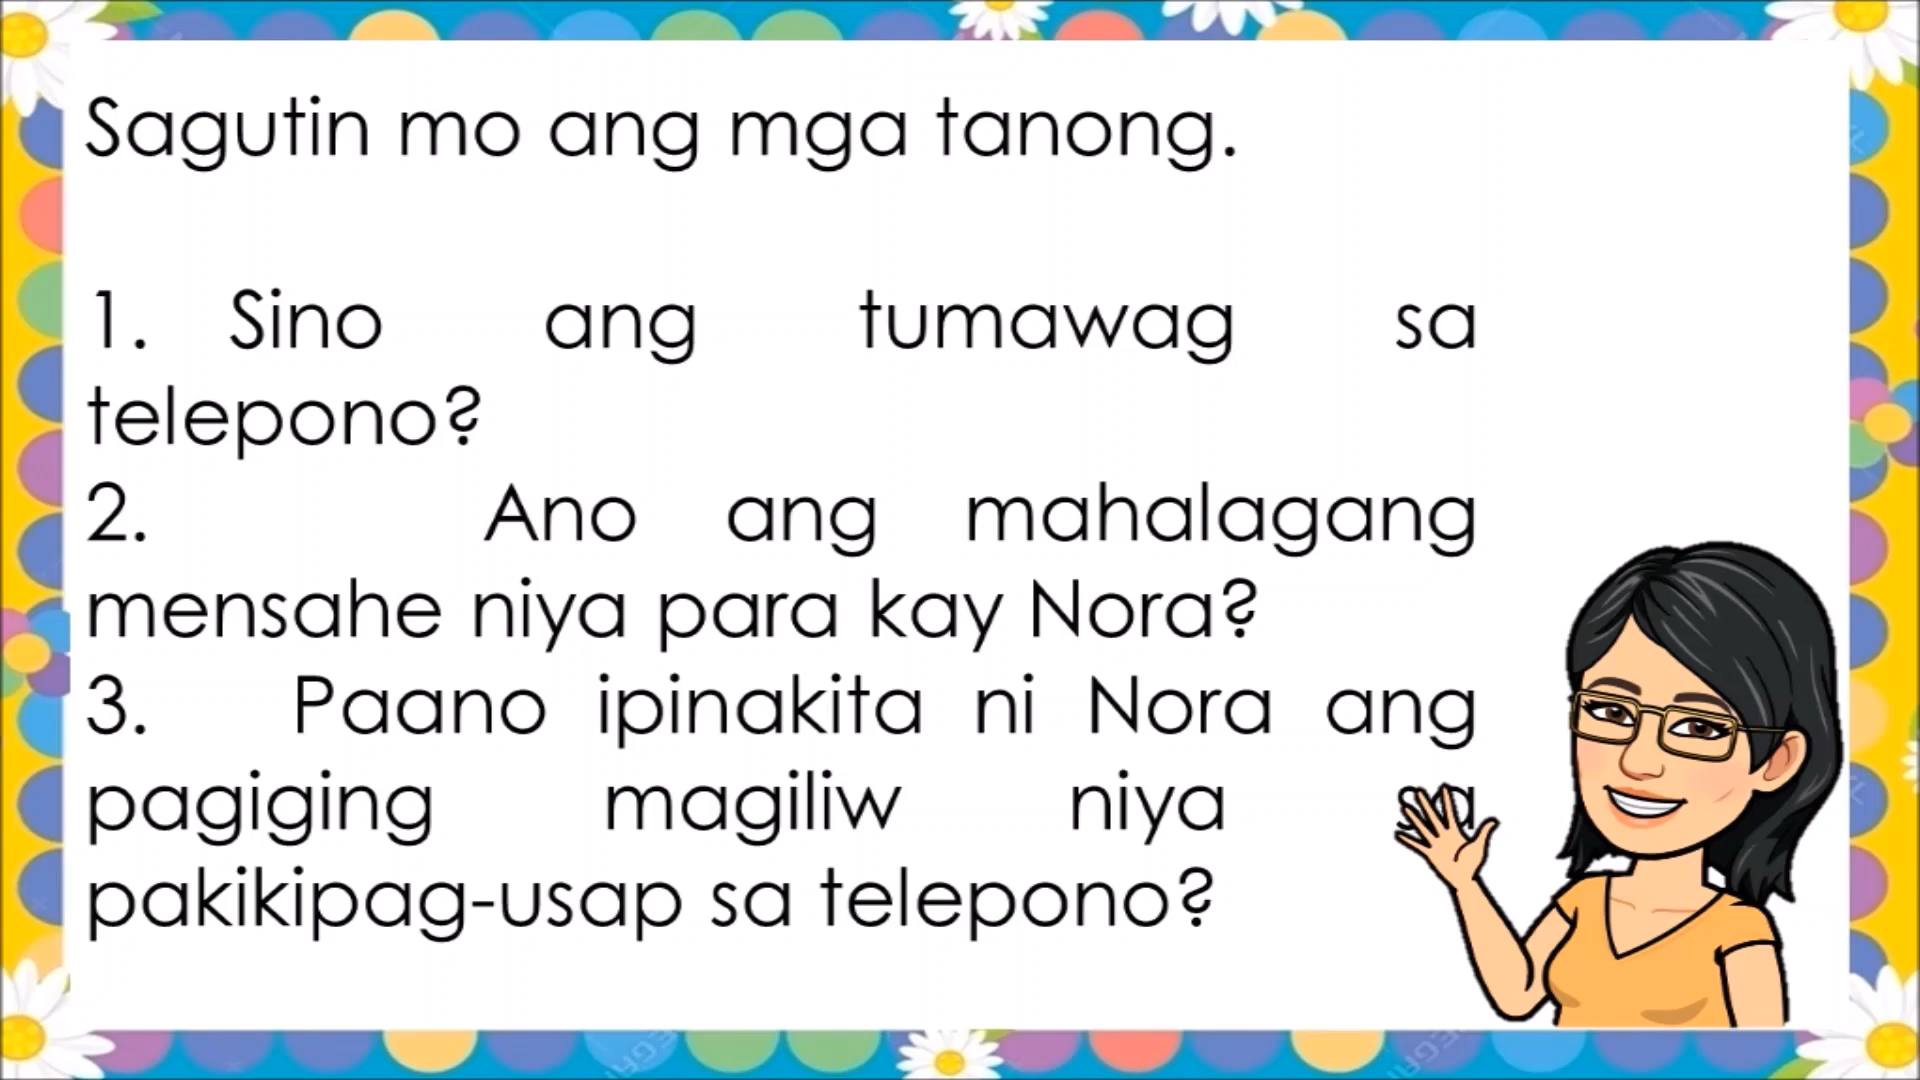 Sagutin mo ang mga tanong.
1. Sino ang tumawag sa
telepono?
2. Ano ang mahalagang
mensahe niya para kay Nora?
3. Paano ipinakita ni Nora ang
pagiging magiliw niya sa
pakikipag-usap sa telepono?